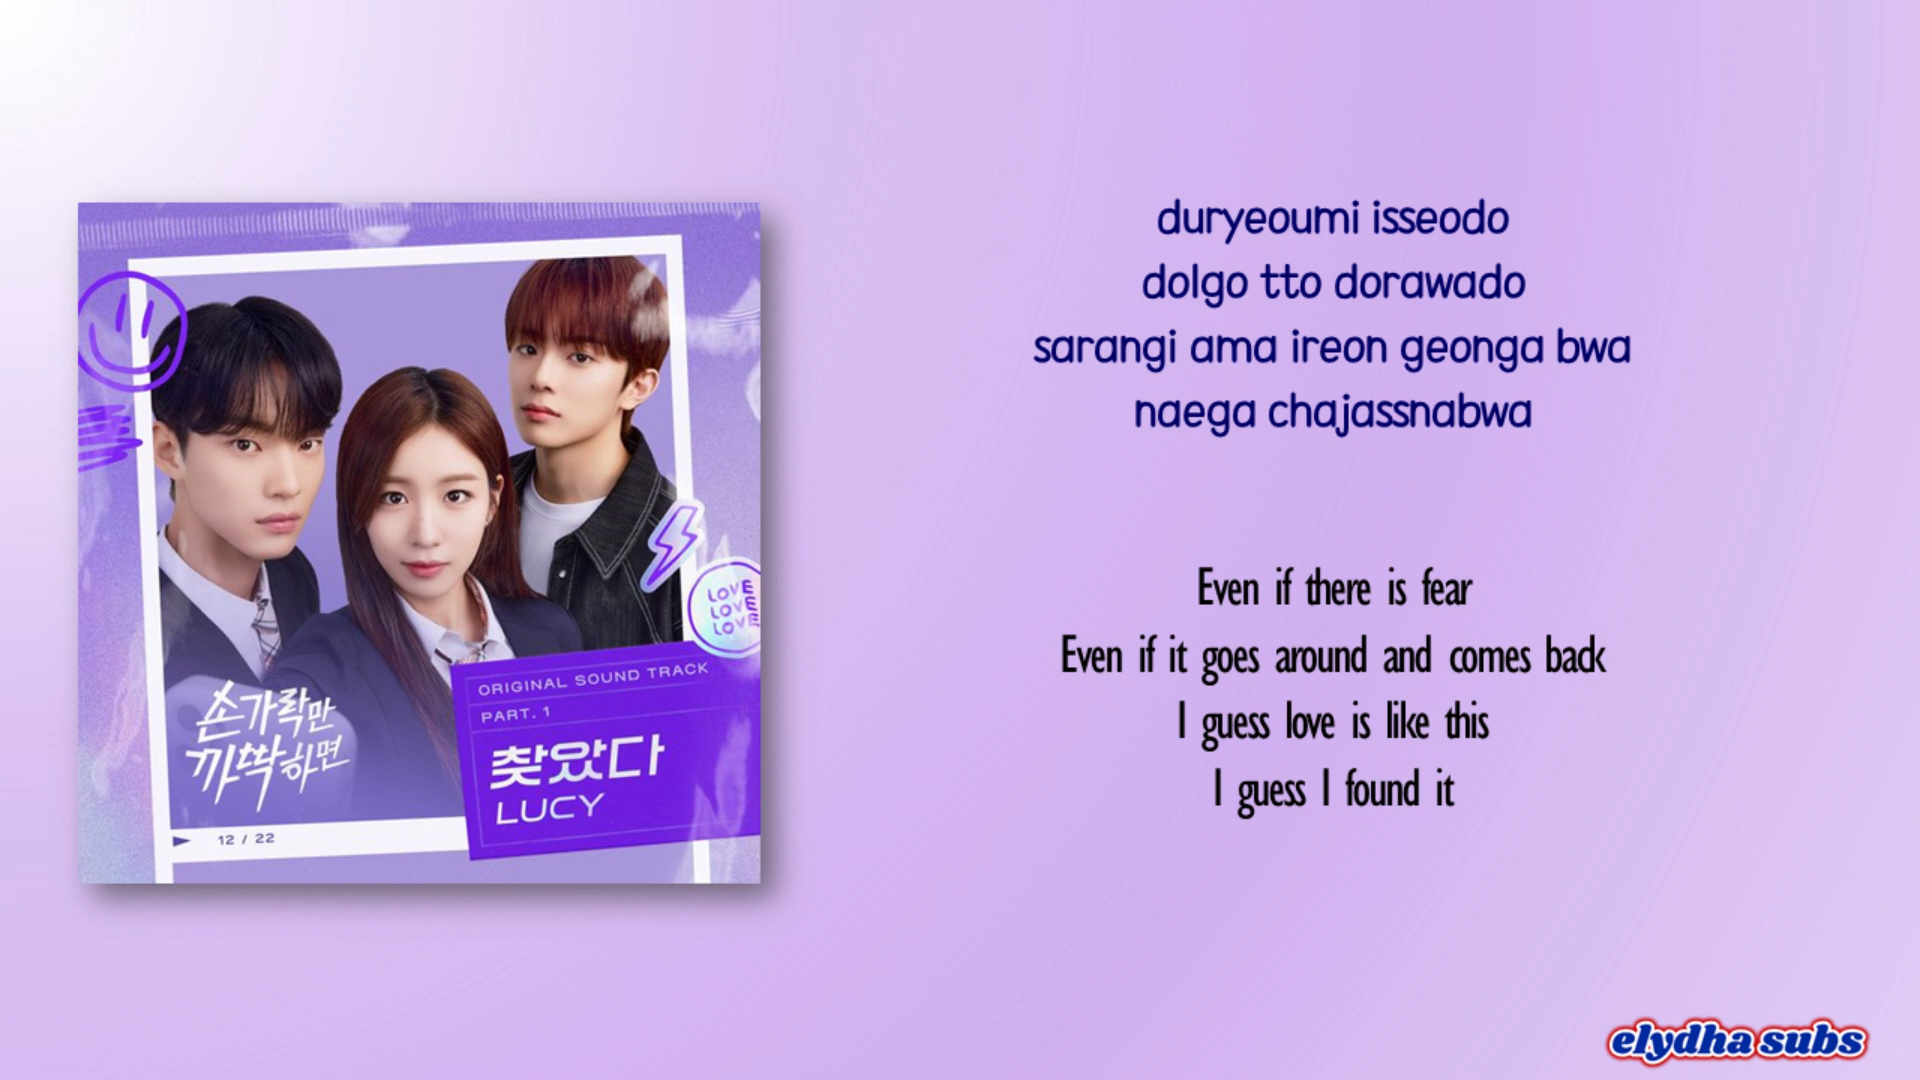 LOVE
LOVE
LOVE
ORIGINAL SOUND TRACK
PART. 1
찾았다
LUCY
손가락만
까딱하면
12 / 22
duryeoumi isseodo
dolgo tto dorawado
sarangi ama ireon geonga bwa
naega chajassnabwa
Even if there is fear
Even if it goes around and comes back
I guess love is like this
I guess I found it
elydha subs